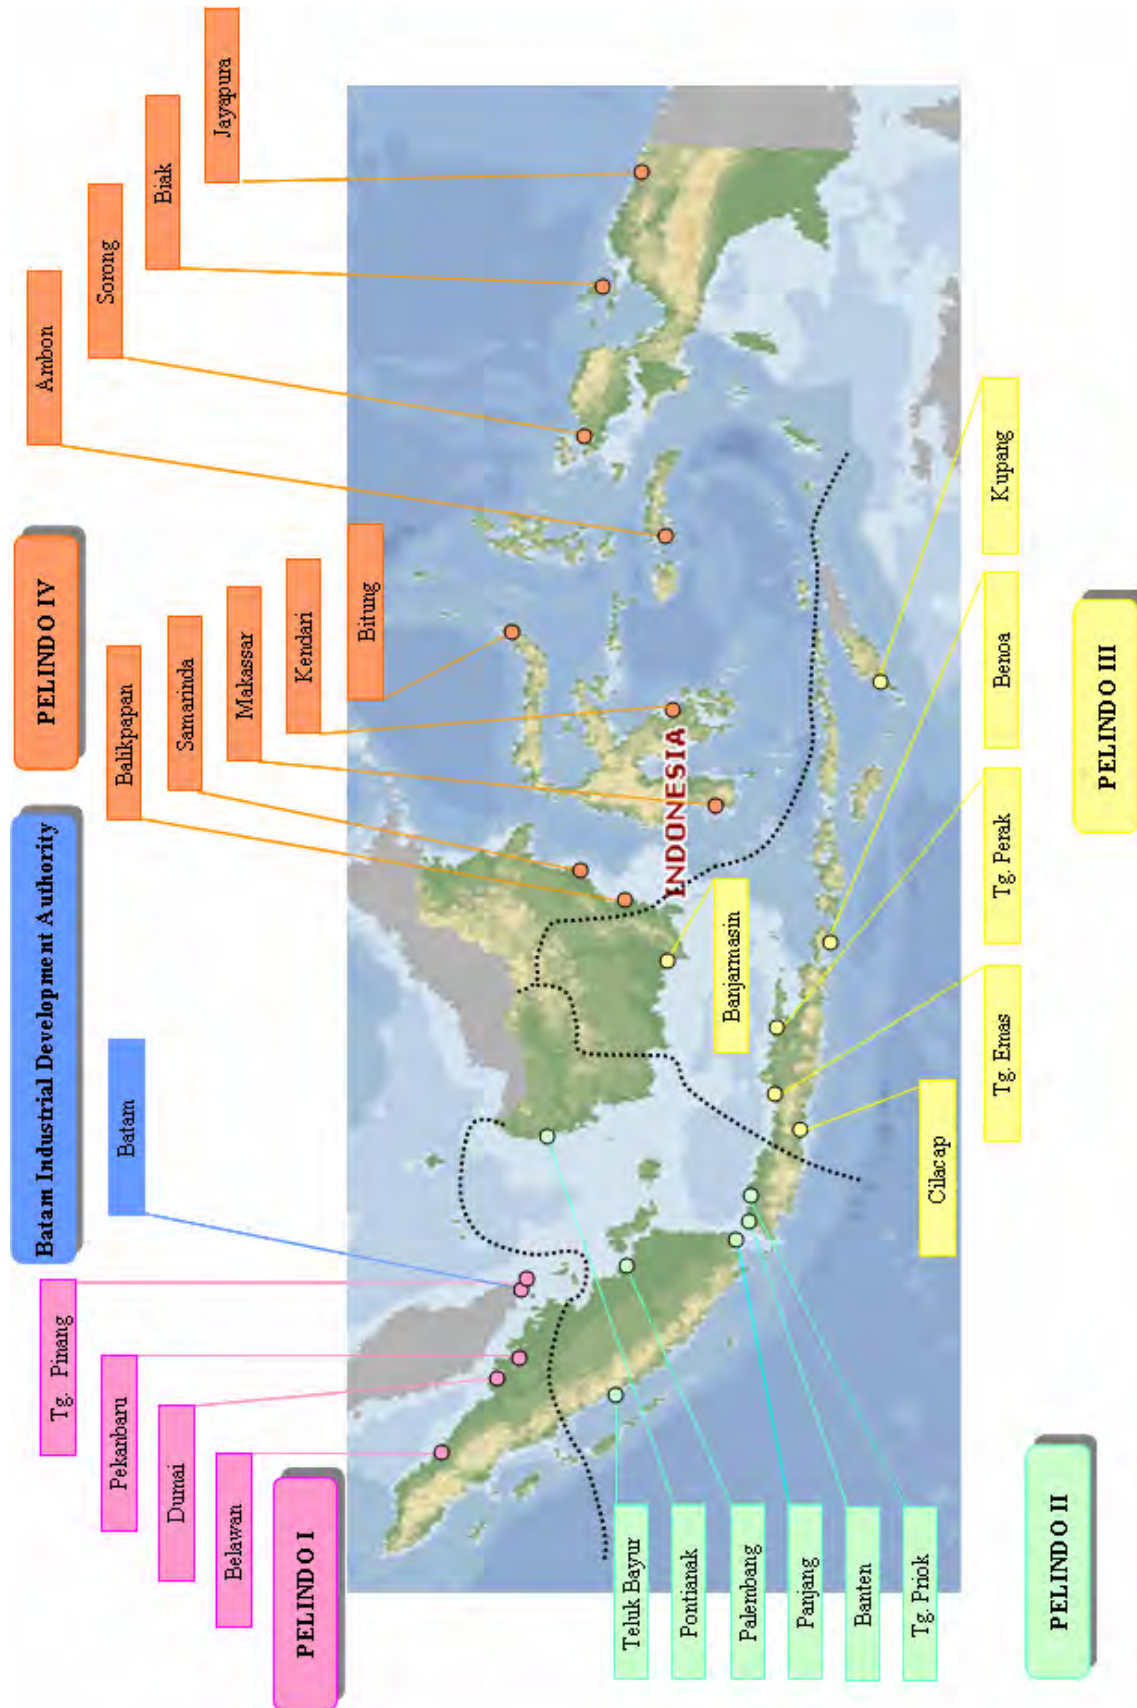 PELINDO I
Belawan
Dumai
Pekanbaru
Tg. Pinang
Batam Industrial Development Authority
Batam
PELINDO IV
Balikpapan
Samarinda
Makassar
Kendari
Bitung
Ambon
Sorong
Biak
Jayapura
INDONESIA
Banjarmasin
Teluk Bayur
Pontianak
Palembang
Panjang
Banten
Tg. Priok
PELINDO II
Cilacap
Tg. Emas
Tg. Perak
Benoa
Kupang
PELINDO III